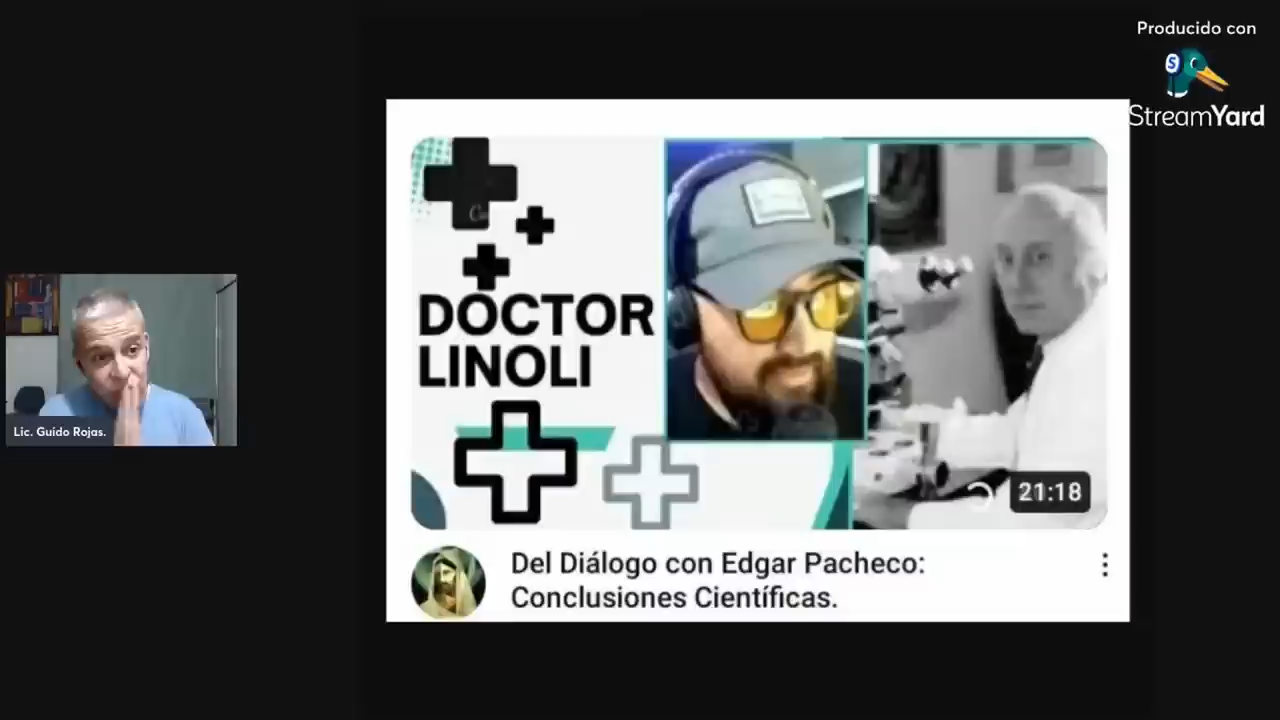 Producido con
StreamYard
DOCTOR
LINOLI
21:18
Lic. Guido Rojas.
Del Diálogo con Edgar Pacheco:
Conclusiones Científicas.